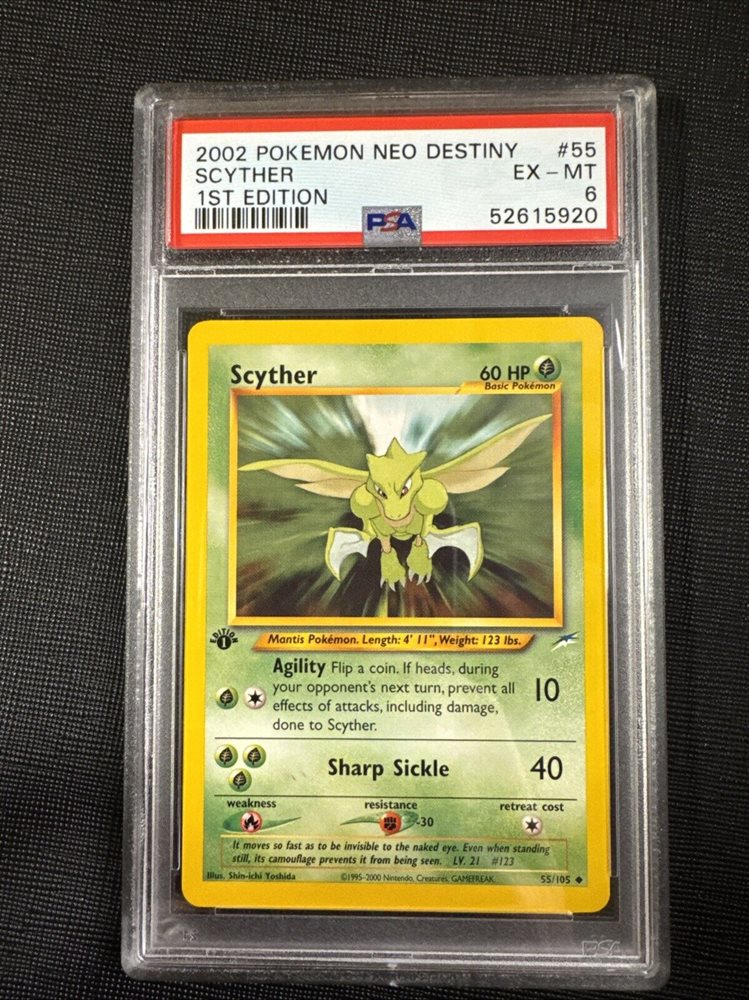 2002 POKEMON NEO DESTINY #55
SCYTHER EX – MT
1ST EDITION 6
PSA 52615920
Scyther 60 HP
Basic Pokémon
EDITION
1
Mantis Pokémon. Length: 4' 11", Weight: 123 lbs.
Agility Flip a coin. If heads, during
your opponent's next turn, prevent all
effects of attacks, including damage,
done to Scyther.
10
Sharp Sickle 40
weakness resistance retreat cost
-30
It moves so fast as to be invisible to the naked eye. Even when standing
still, its camouflage prevents it from being seen. LV. 21 #123
Illus. Shin-ichi Yoshida ©1995-2000 Nintendo, Creatures, GAMEFREAK. 55/105
PSA